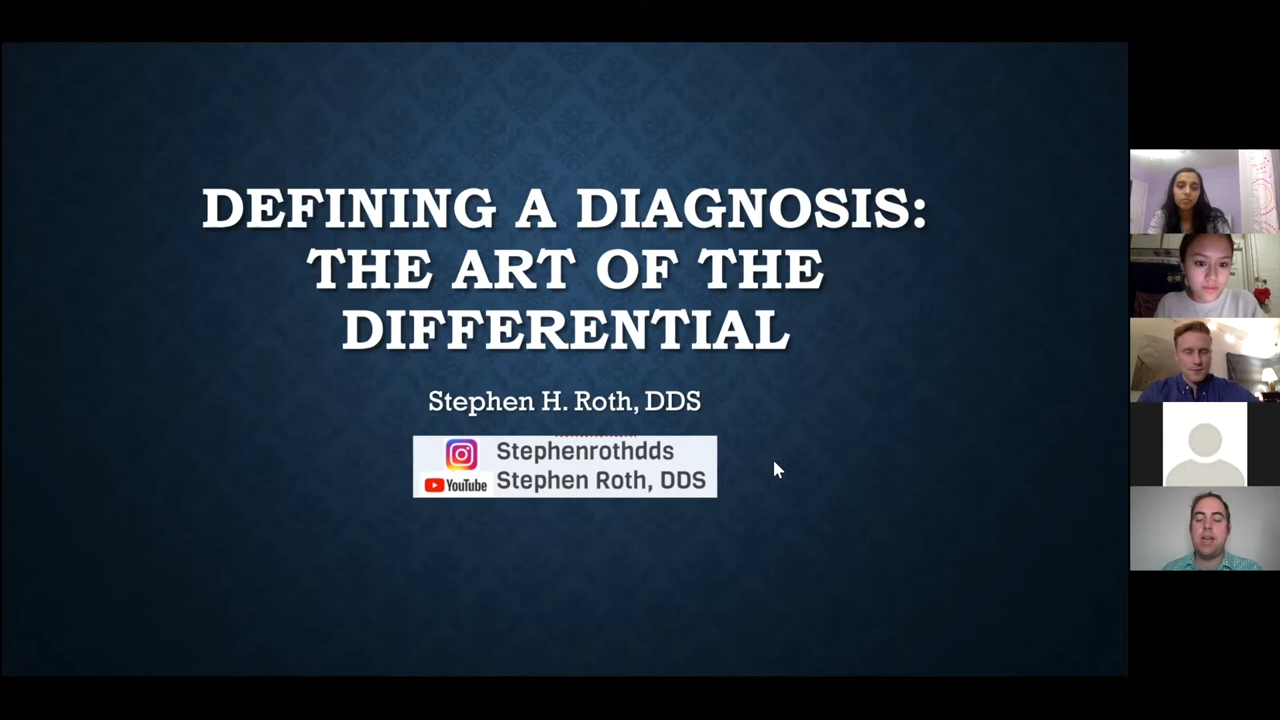 DEFINING A DIAGNOSIS:
THE ART OF THE
DIFFERENTIAL
Stephen H. Roth, DDS
Stephenrothdds
YouTube Stephen Roth, DDS